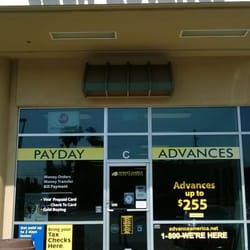 PAYDAY
C
ADVANCES
Money Orders
Money Transfer
Bill Payment
Visa® Prepaid Card
Check To Card
Gold Buying
Advances
up to
$255
advanceamerica.net
1-800-WE'RE HERE
Bring your
Tax
Checks
Here.